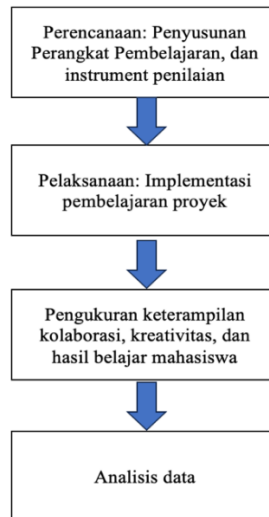 Perencanaan: Penyusunan
Perangkat Pembelajaran, dan
instrument penilaian
Pelaksanaan: Implementasi
pembelajaran proyek
Pengukuran keterampilan
kolaborasi, kreativitas, dan
hasil belajar mahasiswa
Analisis data